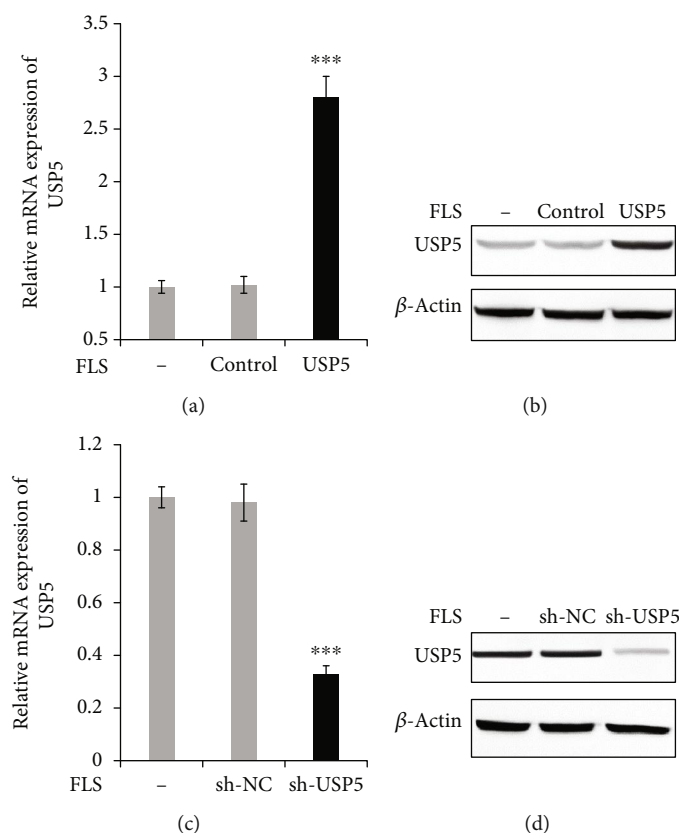 Relative mRNA expression of
USP5
3.5
3
2.5
2
1.5
1
0.5
***
FLS – Control USP5
(a)
FLS – Control USP5
USP5
β-Actin
(b)
Relative mRNA expression of
USP5
1.2
1
0.8
0.6
0.4
0.2
0
***
FLS – sh-NC sh-USP5
(c)
FLS – sh-NC sh-USP5
USP5
β-Actin
(d)